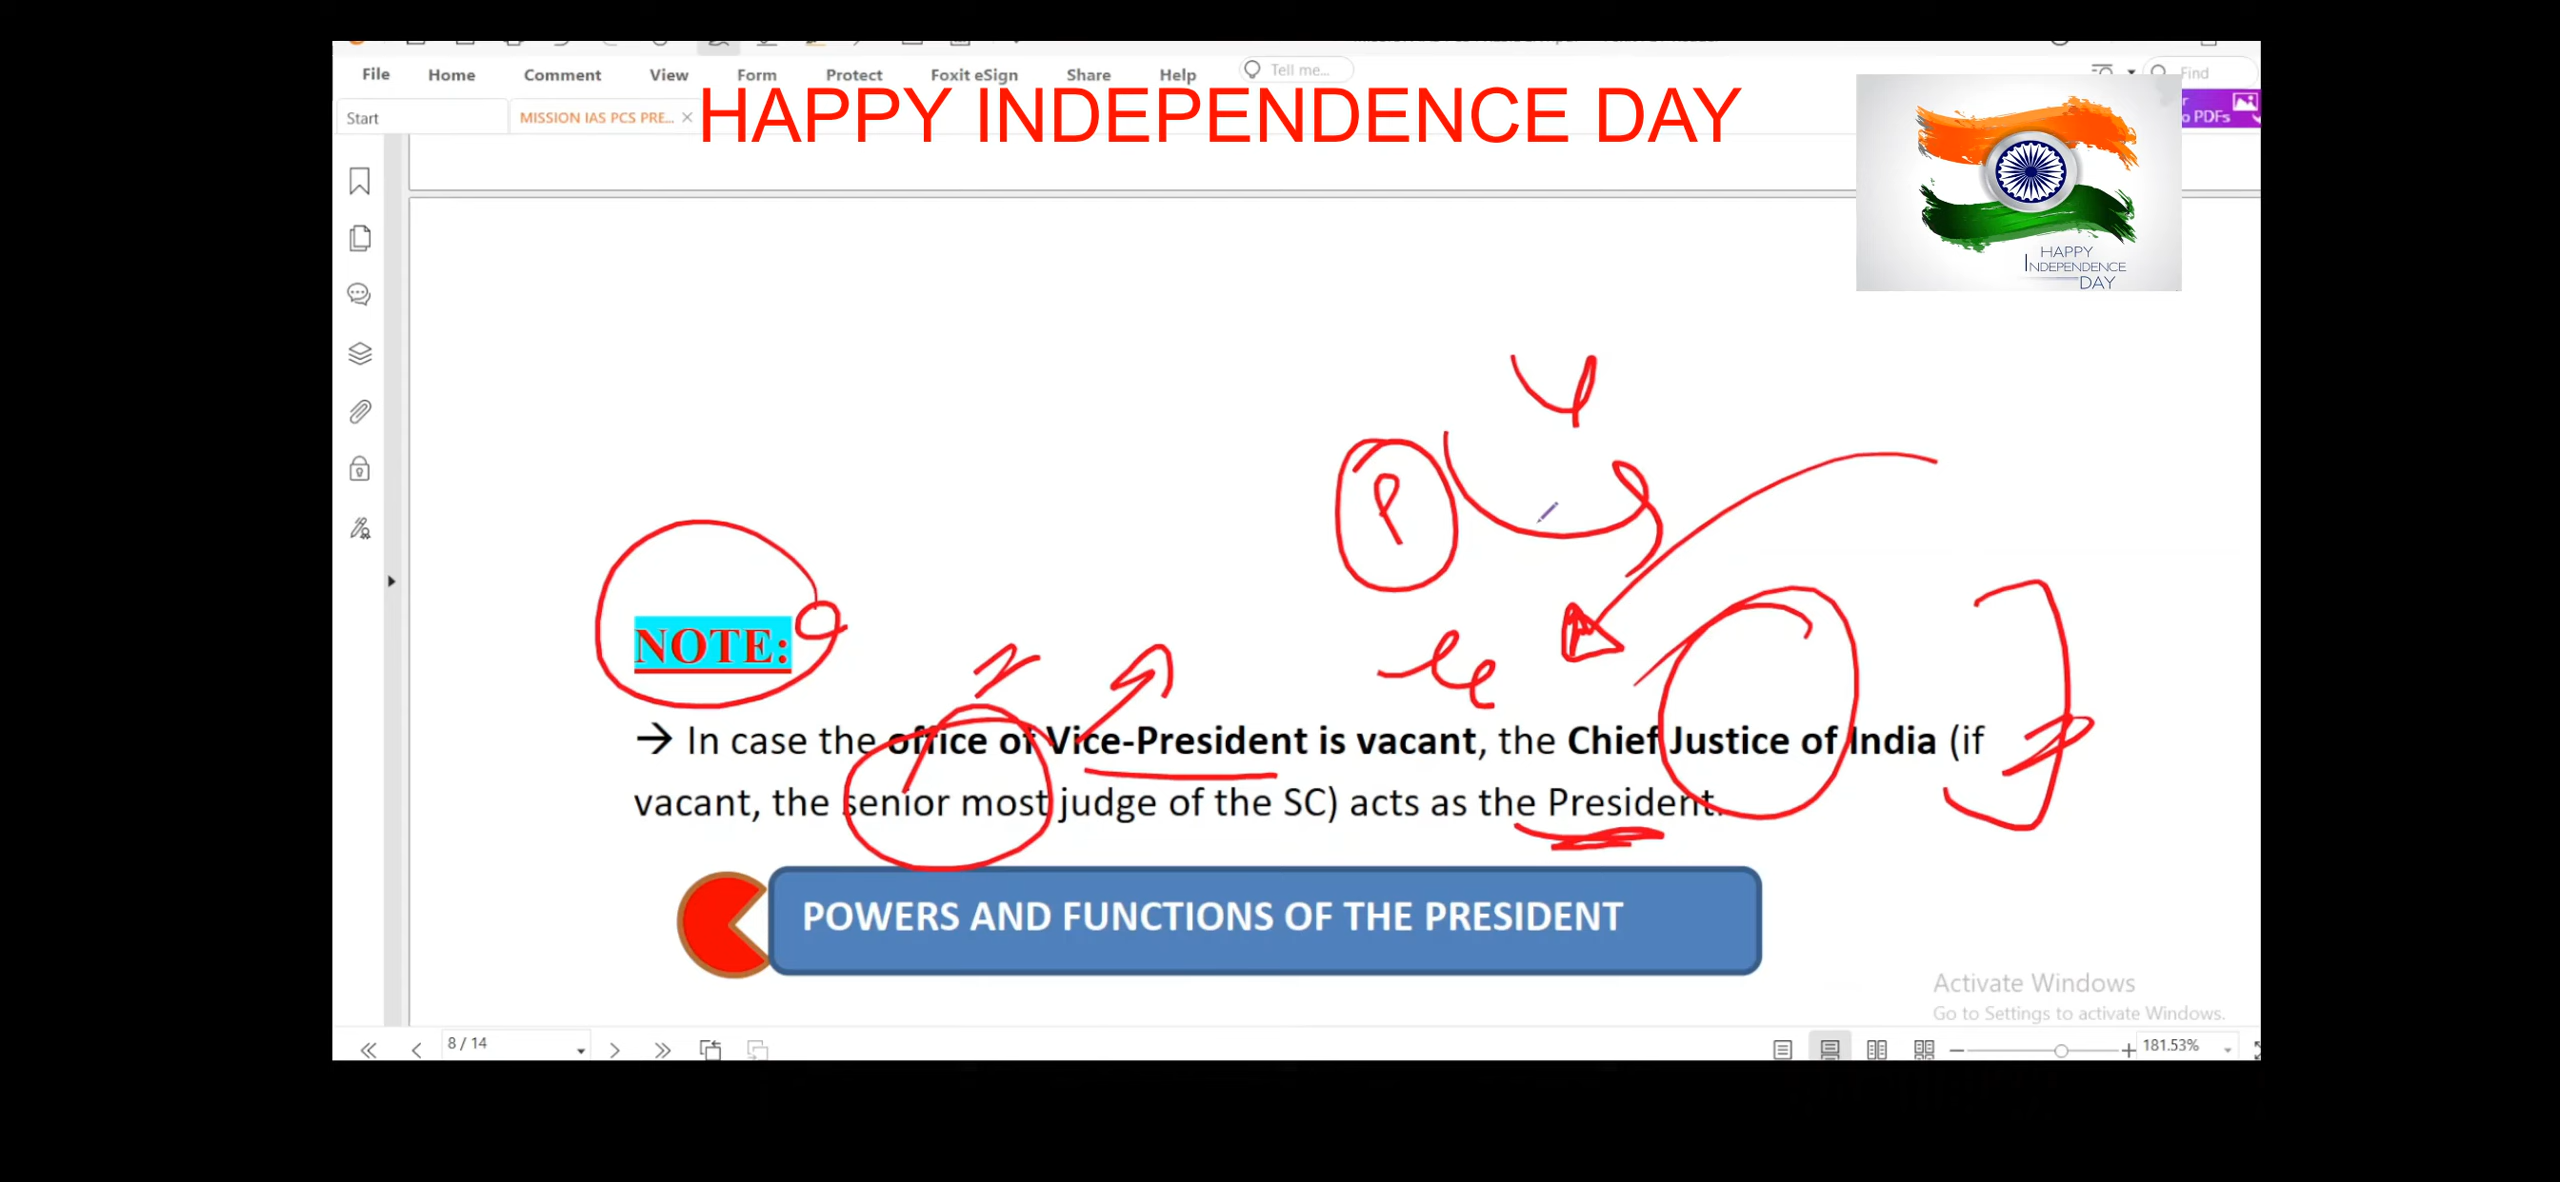 File Home Comment View Form Protect Foxit eSign Share Help Tell me... Find
Start MISSION IAS PCS PRE... HAPPY INDEPENDENCE DAY
o PDFs
HAPPY
INDEPENDENCE
DAY
P
NOTE:
→ In case the office of Vice-President is vacant, the Chief Justice of India (if
vacant, the senior most judge of the SC) acts as the President.
POWERS AND FUNCTIONS OF THE PRESIDENT
Activate Windows
Go to Settings to activate Windows.
8 / 14 181.53%